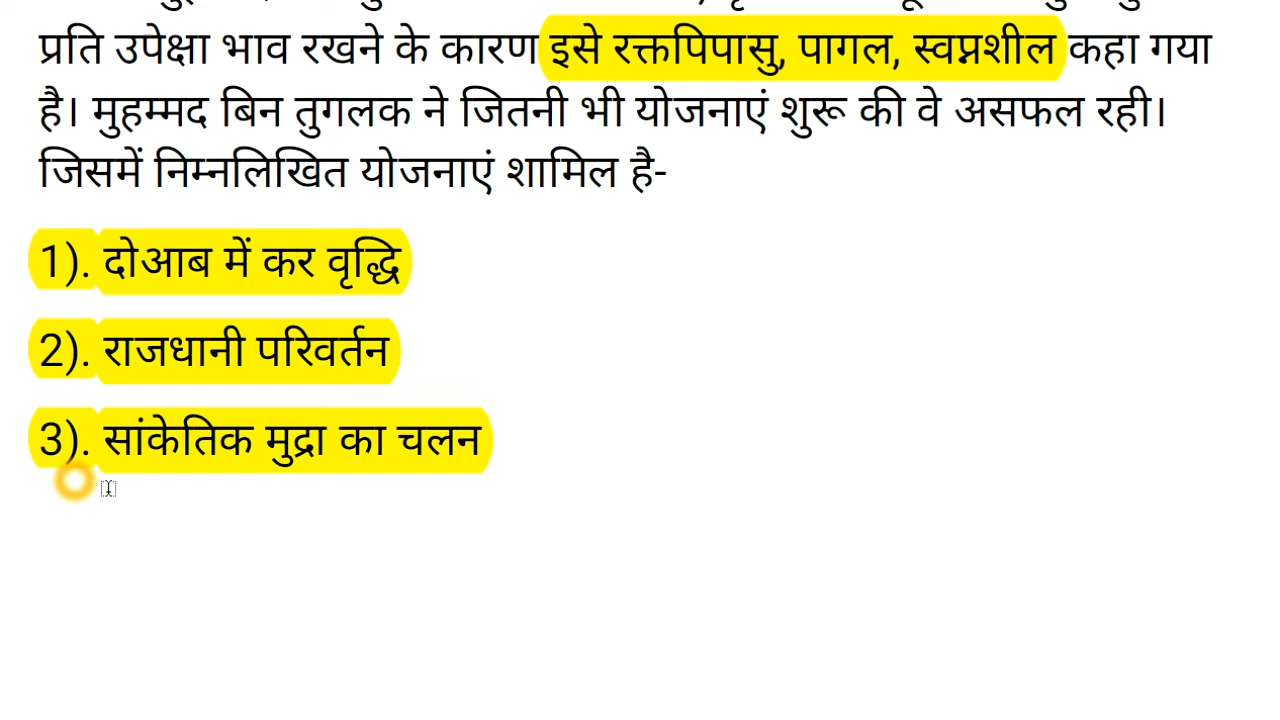 प्रति उपेक्षा भाव रखने के कारण इसे रक्तपिपासु, पागल, स्वप्नशील कहा गया
है। मुहम्मद बिन तुगलक ने जितनी भी योजनाएं शुरू की वे असफल रही।
जिसमें निम्नलिखित योजनाएं शामिल है-
1). दोआब में कर वृद्धि
2). राजधानी परिवर्तन
3). सांकेतिक मुद्रा का चलन